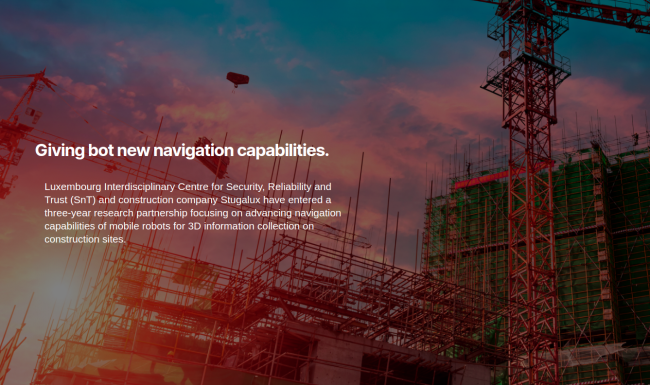 Giving bot new navigation capabilities.
Luxembourg Interdisciplinary Centre for Security, Reliability and
Trust (SnT) and construction company Stugalux have entered a
three-year research partnership focusing on advancing navigation
capabilities of mobile robots for 3D information collection on
construction sites.